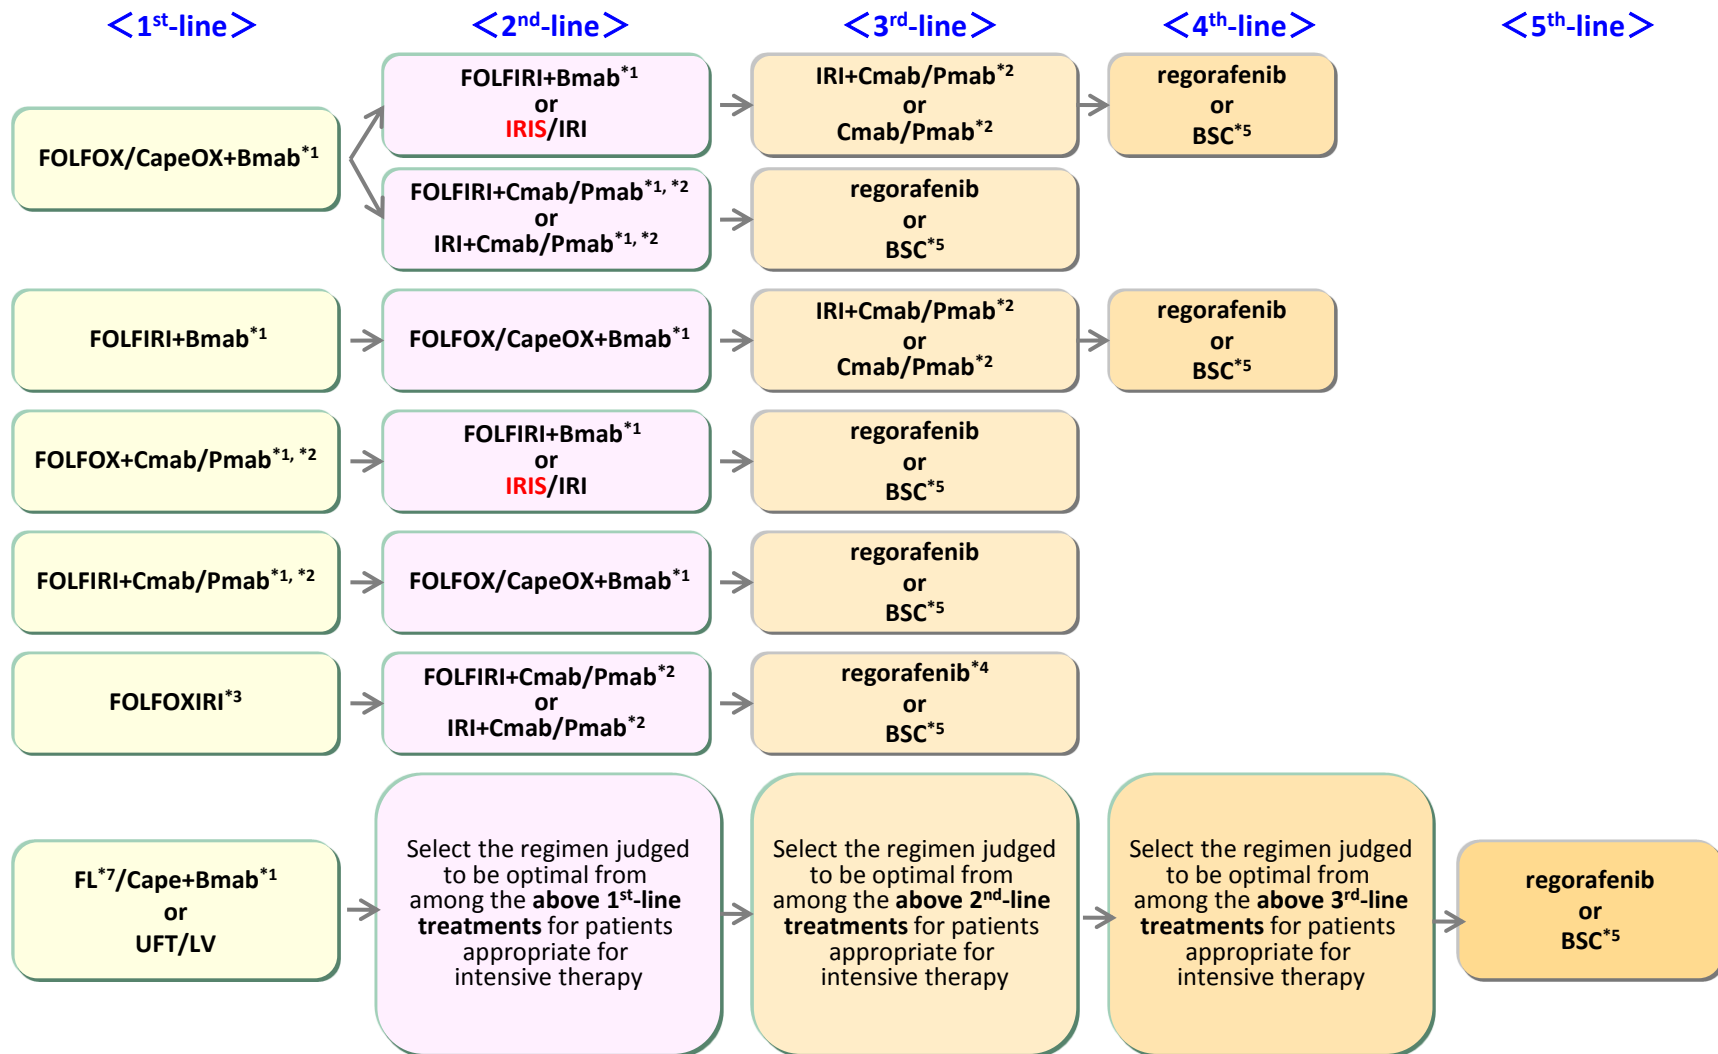 <1st-line>
<2nd-line>
<3rd-line>
<4th-line>
<5th-line>
FOLFOX/CapeOX+Bmab*1
FOLFIRI+Bmab*1
or
IRIS/IRI
IRI+Cmab/Pmab*2
or
Cmab/Pmab*2
regorafenib
or
BSC*5
FOLFIRI+Cmab/Pmab*1, *2
or
IRI+Cmab/Pmab*1, *2
regorafenib
or
BSC*5
FOLFIRI+Bmab*1
FOLFOX/CapeOX+Bmab*1
IRI+Cmab/Pmab*2
or
Cmab/Pmab*2
regorafenib
or
BSC*5
FOLFOX+Cmab/Pmab*1, *2
FOLFIRI+Bmab*1
or
IRIS/IRI
regorafenib
or
BSC*5
FOLFIRI+Cmab/Pmab*1, *2
FOLFOX/CapeOX+Bmab*1
regorafenib
or
BSC*5
FOLFOXIRI*3
FOLFIRI+Cmab/Pmab*2
or
IRI+Cmab/Pmab*2
regorafenib*4
or
BSC*5
FL*7/Cape+Bmab*1
or
UFT/LV
Select the regimen judged
to be optimal from
among the above 1st-line
treatments for patients
appropriate for
intensive therapy
Select the regimen judged
to be optimal from
among the above 2nd-line
treatments for patients
appropriate for
intensive therapy
Select the regimen judged
to be optimal from
among the above 3rd-line
treatments for patients
appropriate for
intensive therapy
regorafenib
or
BSC*5